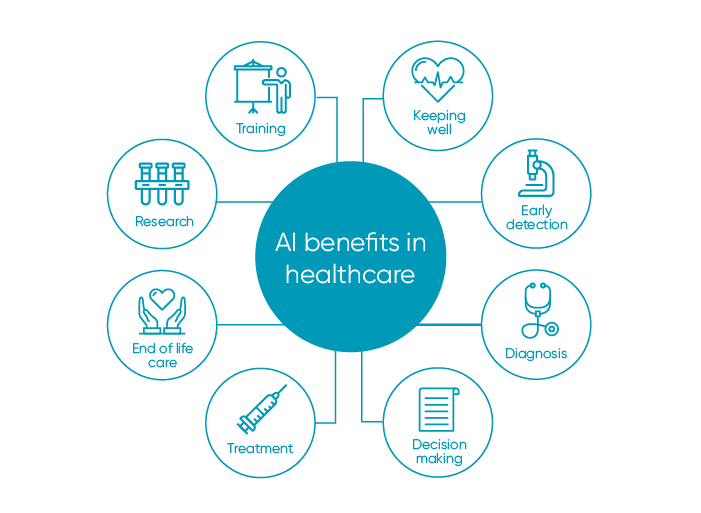 Training
Keeping
well
Research
Early
detection
AI benefits in
healthcare
End of life
care
Diagnosis
Treatment
Decision
making